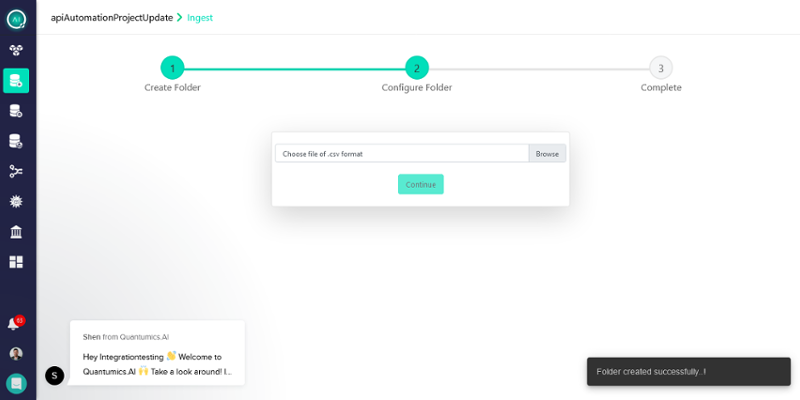 AI
apiAutomationProjectUpdate > Ingest
1
2
3
Create Folder
Configure Folder
Complete
Choose file of .csv format
Browse
Continue
63
Shen from Quantumics.AI
Hey Integrationtesting 👋 Welcome to
Quantumics.AI 🙌 Take a look around! I...
S
Folder created successfully..!